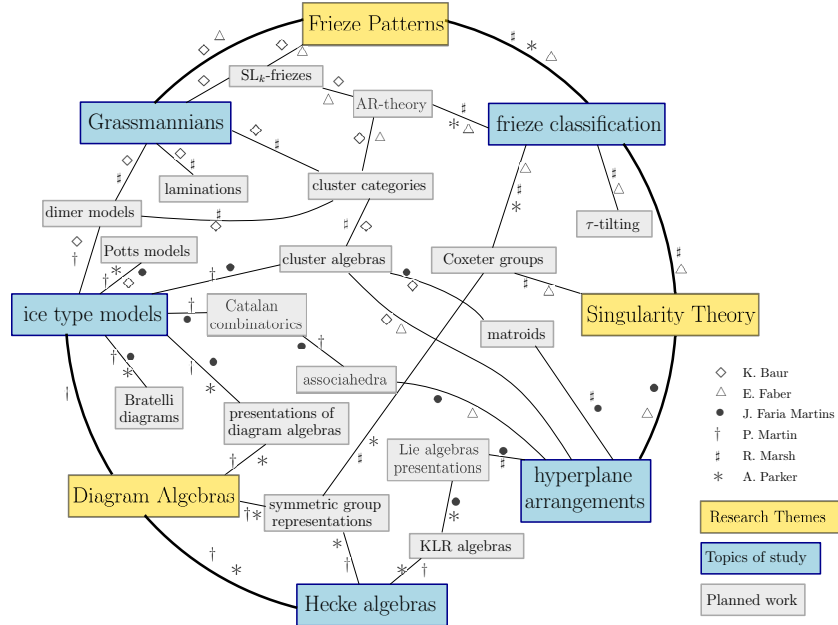 Frieze Patterns
SL_k-friezes
AR-theory
Grassmannians
frieze classification
laminations
cluster categories
dimer models
τ-tilting
Potts models
cluster algebras
Coxeter groups
ice type models
Catalan
combinatorics
matroids
Singularity Theory
associahedra
Bratelli
diagrams
presentations of
diagram algebras
Lie algebras
presentations
hyperplane
arrangements
Diagram Algebras
symmetric group
representations
KLR algebras
Hecke algebras
◇ K. Baur
△ E. Faber
● J. Faria Martins
† P. Martin
♯ R. Marsh
∗ A. Parker
Research Themes
Topics of study
Planned work